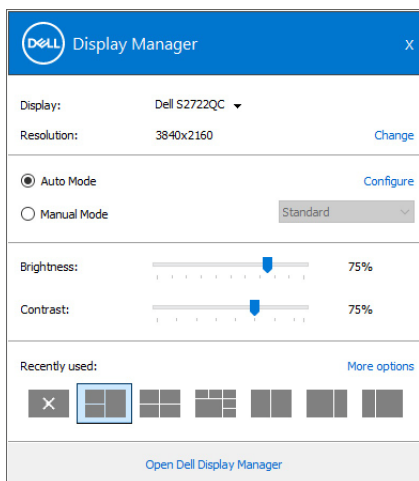 DELL Display Manager X
Display: Dell S2722QC
Resolution: 3840x2160 Change
Auto Mode Configure
Manual Mode Standard
Brightness: 75%
Contrast: 75%
Recently used: More options
Open Dell Display Manager